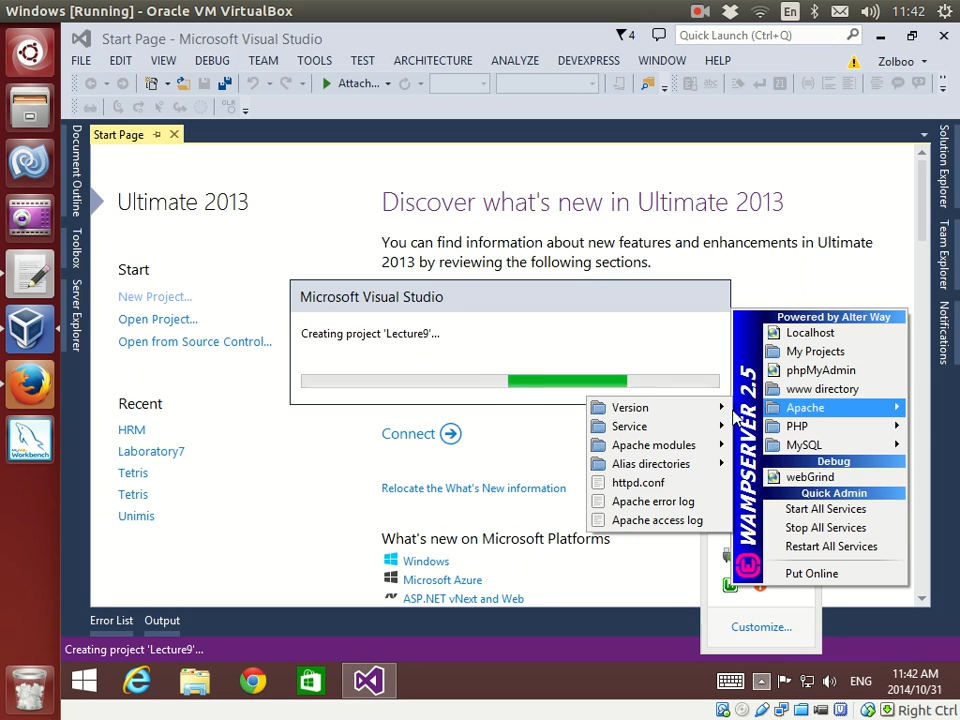 Windows [Running] - Oracle VM VirtualBox
En
11:42
Start Page - Microsoft Visual Studio
4
Quick Launch (Ctrl+Q)
FILE EDIT VIEW DEBUG TEAM TOOLS TEST ARCHITECTURE ANALYZE DEVEXPRESS WINDOW HELP
Zolboo
Attach...
Start Page
Document Outline
Toolbox
Server Explorer
Solution Explorer
Team Explorer
Notifications
Ultimate 2013
Start
New Project...
Open Project...
Open from Source Control...
Recent
HRM
Laboratory7
Tetris
Tetris
Unimis
Discover what's new in Ultimate 2013
You can find information about new features and enhancements in Ultimate
2013 by reviewing the following sections.
Microsoft Visual Studio
Creating project 'Lecture9'...
Connect
Relocate the What's New information
What's new on Microsoft Platforms
Windows
Microsoft Azure
ASP.NET vNext and Web
Version
Service
Apache modules
Alias directories
httpd.conf
Apache error log
Apache access log
WAMPSERVER 2.5
Powered by Alter Way
Localhost
My Projects
phpMyAdmin
www directory
Apache
PHP
MySQL
Debug
webGrind
Quick Admin
Start All Services
Stop All Services
Restart All Services
Put Online
Customize...
Error List Output
Creating project 'Lecture9'...
MySQL
Workbench
ENG
11:42 AM
2014/10/31
Right Ctrl